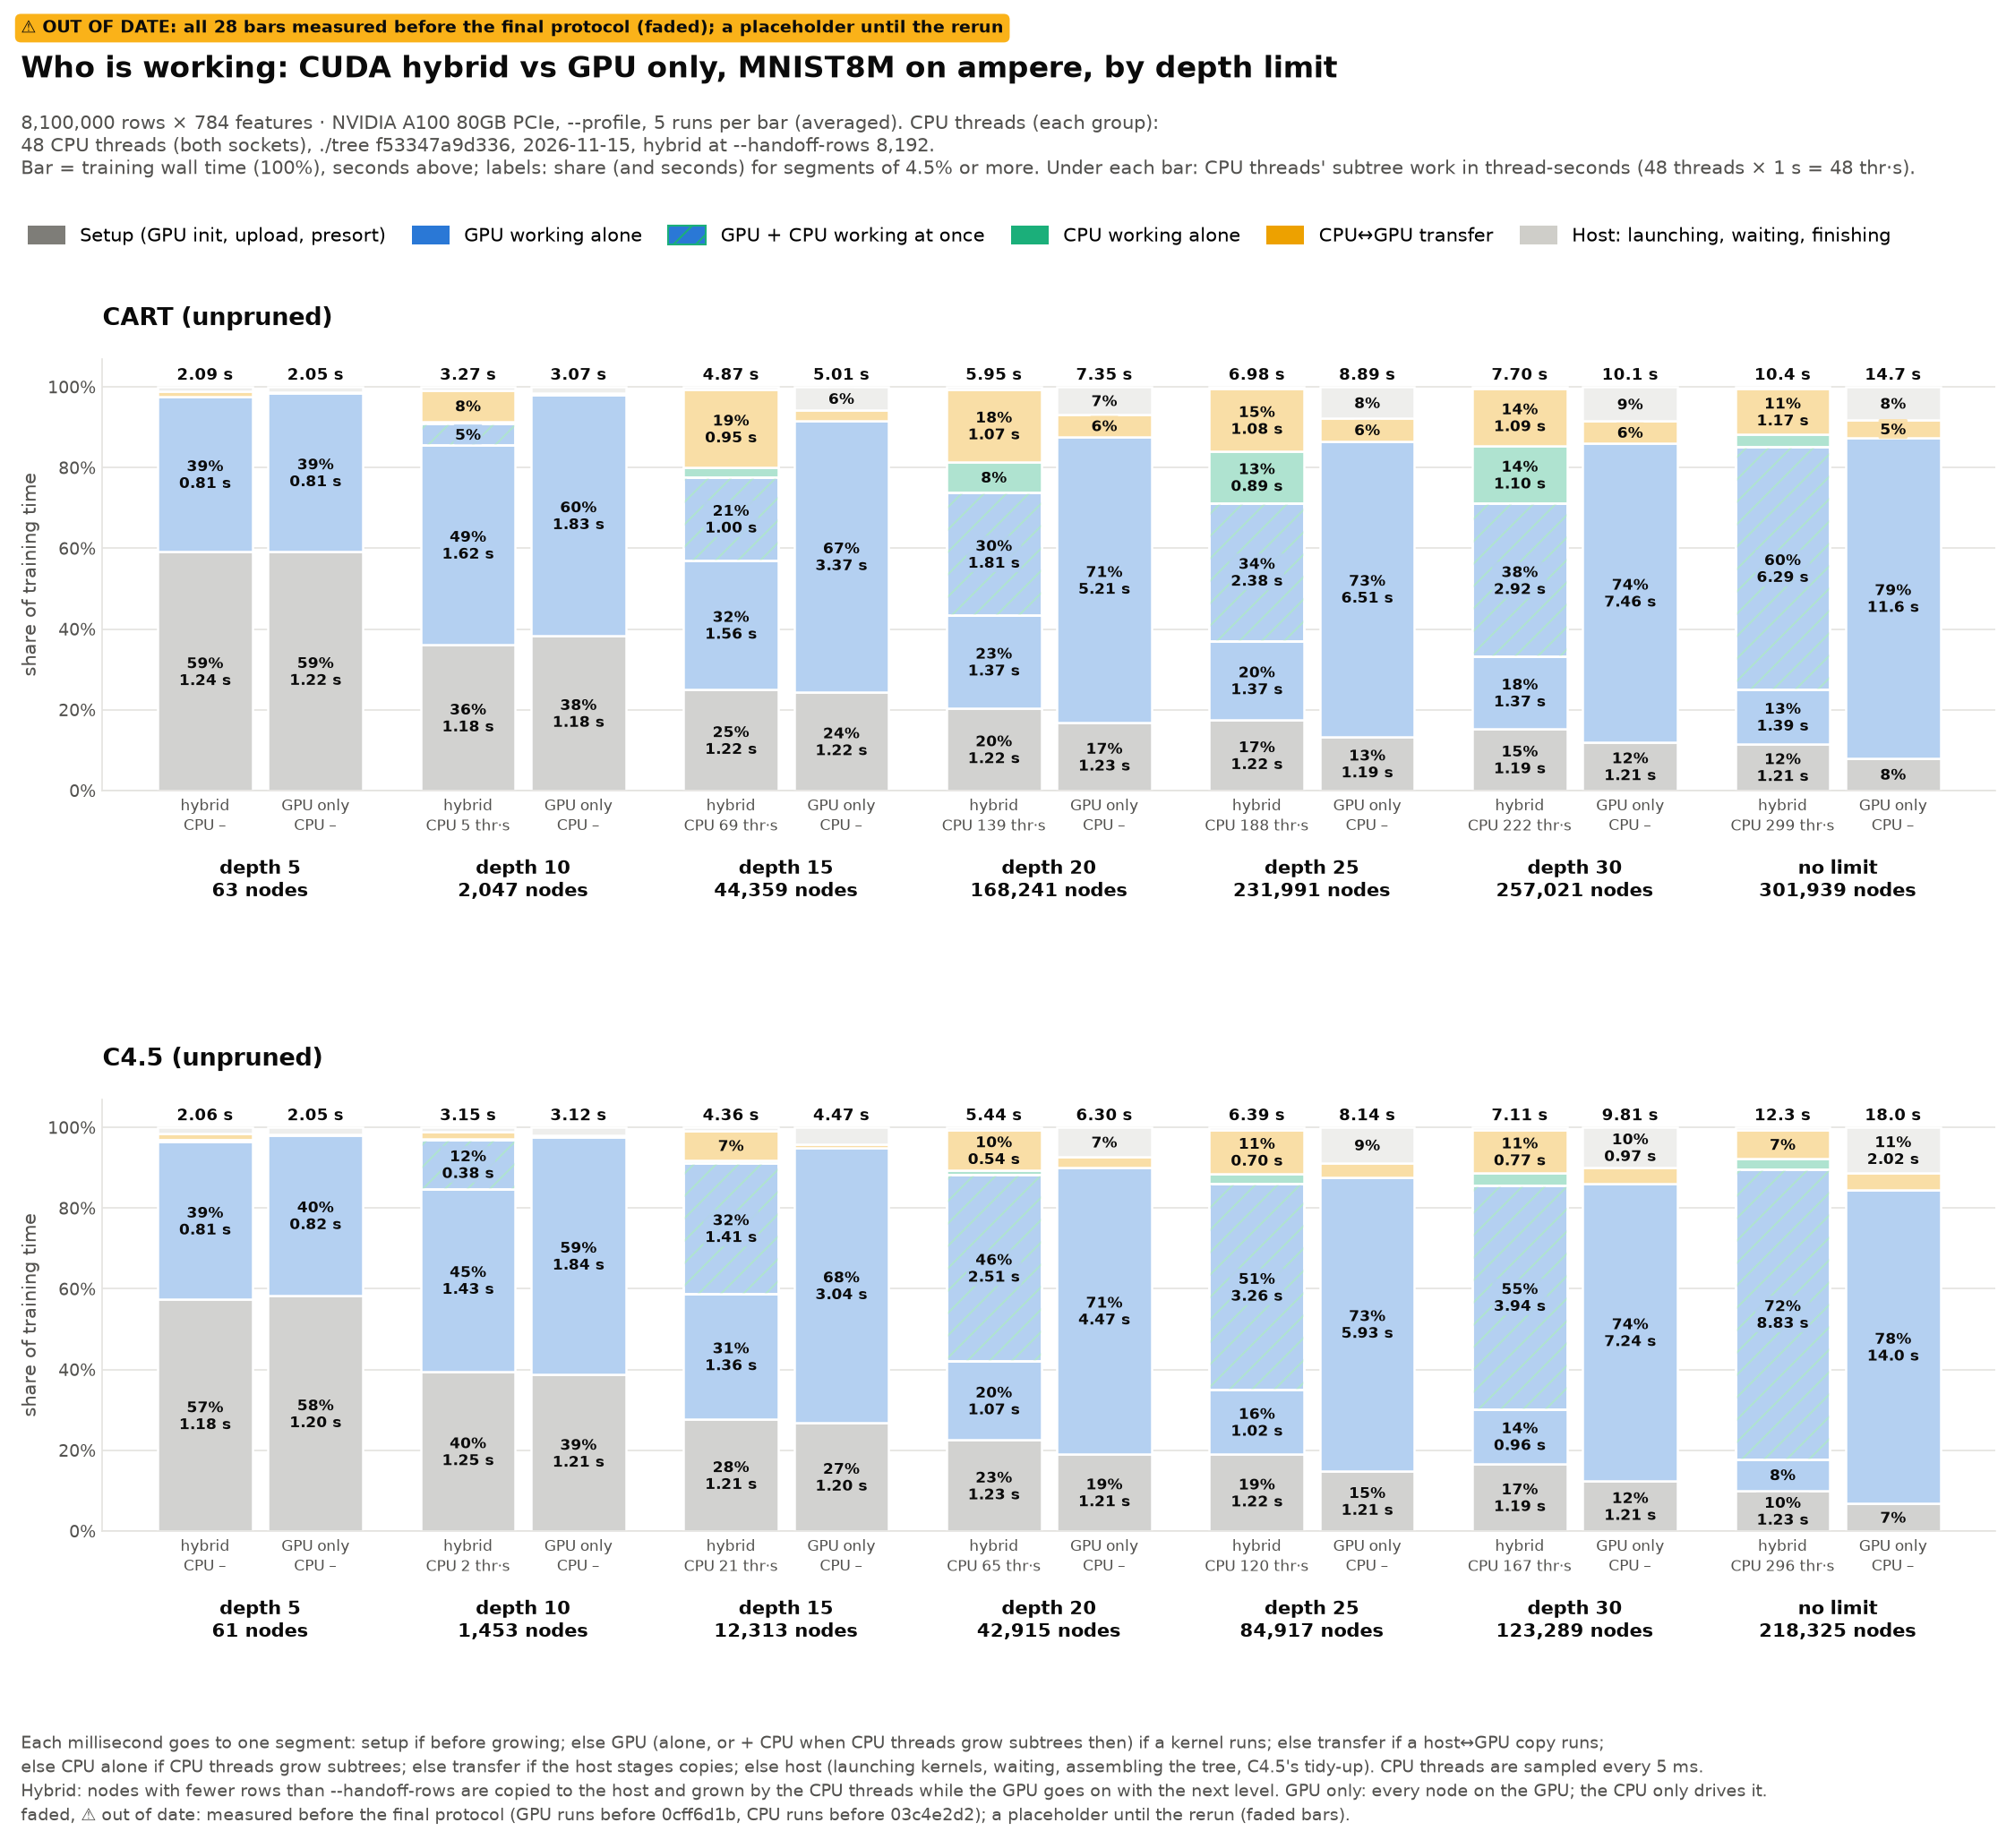 ⚠ OUT OF DATE: all 28 bars measured before the final protocol (faded); a placeholder until the rerun
Who is working: CUDA hybrid vs GPU only, MNIST8M on ampere, by depth limit
8,100,000 rows × 784 features · NVIDIA A100 80GB PCIe, --profile, 5 runs per bar (averaged). CPU threads (each group):
48 CPU threads (both sockets), ./tree f53347a9d336, 2026-11-15, hybrid at --handoff-rows 8,192.
Bar = training wall time (100%), seconds above; labels: share (and seconds) for segments of 4.5% or more. Under each bar: CPU threads' subtree work in thread-seconds (48 threads × 1 s = 48 thr·s).
Setup (GPU init, upload, presort) GPU working alone GPU + CPU working at once CPU working alone CPU↔GPU transfer Host: launching, waiting, finishing
CART (unpruned)
share of training time
100%
80%
60%
40%
20%
0%
2.09 s
39%
0.81 s
59%
1.24 s
hybrid
CPU –
2.05 s
39%
0.81 s
59%
1.22 s
GPU only
CPU –
depth 5
63 nodes
3.27 s
8%
5%
49%
1.62 s
36%
1.18 s
hybrid
CPU 5 thr·s
3.07 s
60%
1.83 s
38%
1.18 s
GPU only
CPU –
depth 10
2,047 nodes
4.87 s
19%
0.95 s
21%
1.00 s
32%
1.56 s
25%
1.22 s
hybrid
CPU 69 thr·s
5.01 s
6%
67%
3.37 s
24%
1.22 s
GPU only
CPU –
depth 15
44,359 nodes
5.95 s
18%
1.07 s
8%
30%
1.81 s
23%
1.37 s
20%
1.22 s
hybrid
CPU 139 thr·s
7.35 s
7%
6%
71%
5.21 s
17%
1.23 s
GPU only
CPU –
depth 20
168,241 nodes
6.98 s
15%
1.08 s
13%
0.89 s
34%
2.38 s
20%
1.37 s
17%
1.22 s
hybrid
CPU 188 thr·s
8.89 s
8%
6%
73%
6.51 s
13%
1.19 s
GPU only
CPU –
depth 25
231,991 nodes
7.70 s
14%
1.09 s
14%
1.10 s
38%
2.92 s
18%
1.37 s
15%
1.19 s
hybrid
CPU 222 thr·s
10.1 s
9%
6%
74%
7.46 s
12%
1.21 s
GPU only
CPU –
depth 30
257,021 nodes
10.4 s
11%
1.17 s
60%
6.29 s
13%
1.39 s
12%
1.21 s
hybrid
CPU 299 thr·s
14.7 s
8%
5%
79%
11.6 s
8%
GPU only
CPU –
no limit
301,939 nodes
C4.5 (unpruned)
share of training time
100%
80%
60%
40%
20%
0%
2.06 s
39%
0.81 s
57%
1.18 s
hybrid
CPU –
2.05 s
40%
0.82 s
58%
1.20 s
GPU only
CPU –
depth 5
61 nodes
3.15 s
12%
0.38 s
45%
1.43 s
40%
1.25 s
hybrid
CPU 2 thr·s
3.12 s
59%
1.84 s
39%
1.21 s
GPU only
CPU –
depth 10
1,453 nodes
4.36 s
7%
32%
1.41 s
31%
1.36 s
28%
1.21 s
hybrid
CPU 21 thr·s
4.47 s
68%
3.04 s
27%
1.20 s
GPU only
CPU –
depth 15
12,313 nodes
5.44 s
10%
0.54 s
46%
2.51 s
20%
1.07 s
23%
1.23 s
hybrid
CPU 65 thr·s
6.30 s
7%
71%
4.47 s
19%
1.21 s
GPU only
CPU –
depth 20
42,915 nodes
6.39 s
11%
0.70 s
51%
3.26 s
16%
1.02 s
19%
1.22 s
hybrid
CPU 120 thr·s
8.14 s
9%
73%
5.93 s
15%
1.21 s
GPU only
CPU –
depth 25
84,917 nodes
7.11 s
11%
0.77 s
55%
3.94 s
14%
0.96 s
17%
1.19 s
hybrid
CPU 167 thr·s
9.81 s
10%
0.97 s
74%
7.24 s
12%
1.21 s
GPU only
CPU –
depth 30
123,289 nodes
12.3 s
7%
72%
8.83 s
8%
10%
1.23 s
hybrid
CPU 296 thr·s
18.0 s
11%
2.02 s
78%
14.0 s
7%
GPU only
CPU –
no limit
218,325 nodes
Each millisecond goes to one segment: setup if before growing; else GPU (alone, or + CPU when CPU threads grow subtrees then) if a kernel runs; else transfer if a host↔GPU copy runs;
else CPU alone if CPU threads grow subtrees; else transfer if the host stages copies; else host (launching kernels, waiting, assembling the tree, C4.5's tidy-up). CPU threads are sampled every 5 ms.
Hybrid: nodes with fewer rows than --handoff-rows are copied to the host and grown by the CPU threads while the GPU goes on with the next level. GPU only: every node on the GPU; the CPU only drives it.
faded, ⚠ out of date: measured before the final protocol (GPU runs before 0cff6d1b, CPU runs before 03c4e2d2); a placeholder until the rerun (faded bars).